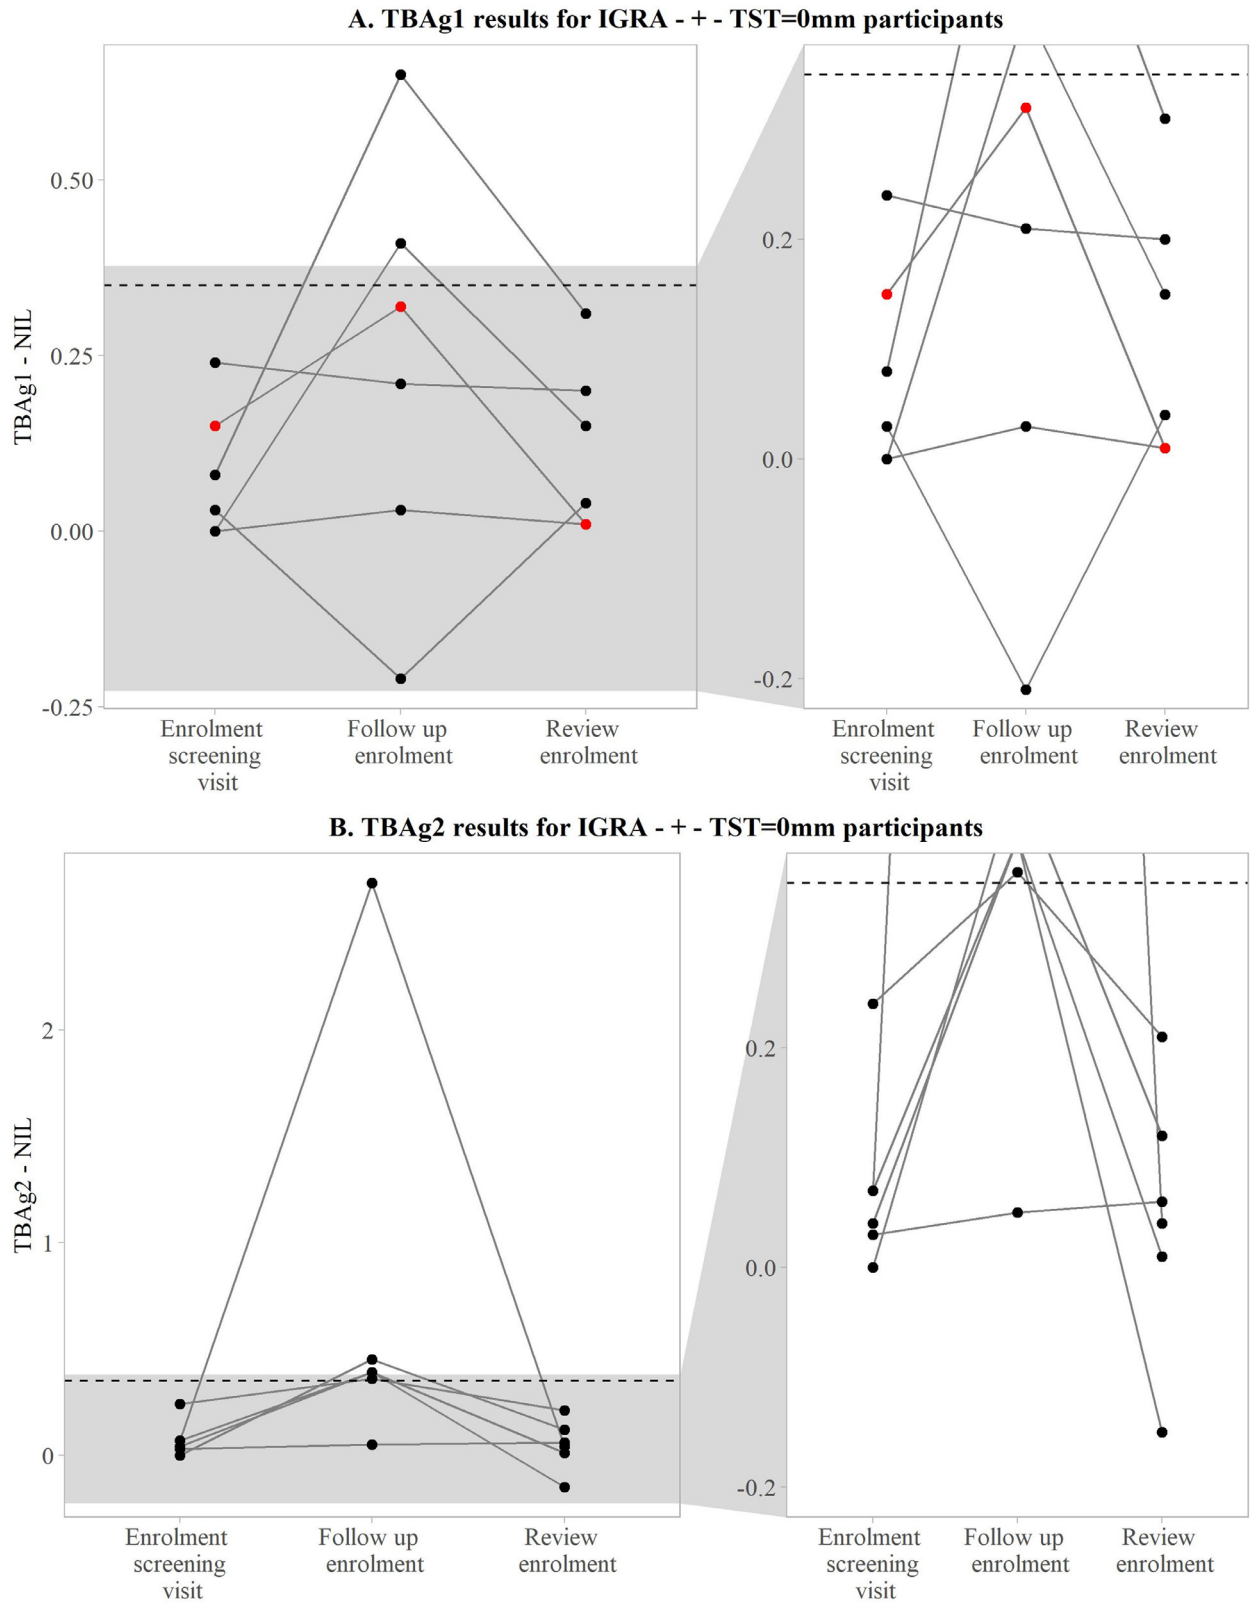 A. TBAg1 results for IGRA - + - TST=0mm participants
TBAg1 - NIL
0.50
0.25
0.00
-0.25
Enrolment
screening
visit
Follow up
enrolment
Review
enrolment
0.2
0.0
-0.2
Enrolment
screening
visit
Follow up
enrolment
Review
enrolment
B. TBAg2 results for IGRA - + - TST=0mm participants
TBAg2 - NIL
2
1
0
Enrolment
screening
visit
Follow up
enrolment
Review
enrolment
0.2
0.0
-0.2
Enrolment
screening
visit
Follow up
enrolment
Review
enrolment